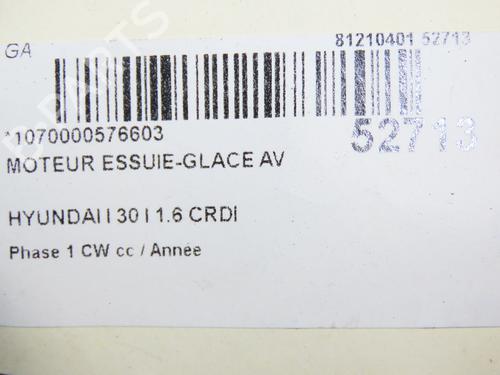 GA
81210401 52713
*1070000576603
52713
MOTEUR ESSUIE-GLACE AV
HYUNDAI I 30 I 1.6 CRDI
Phase 1 CW cc / Année
B-PARTS